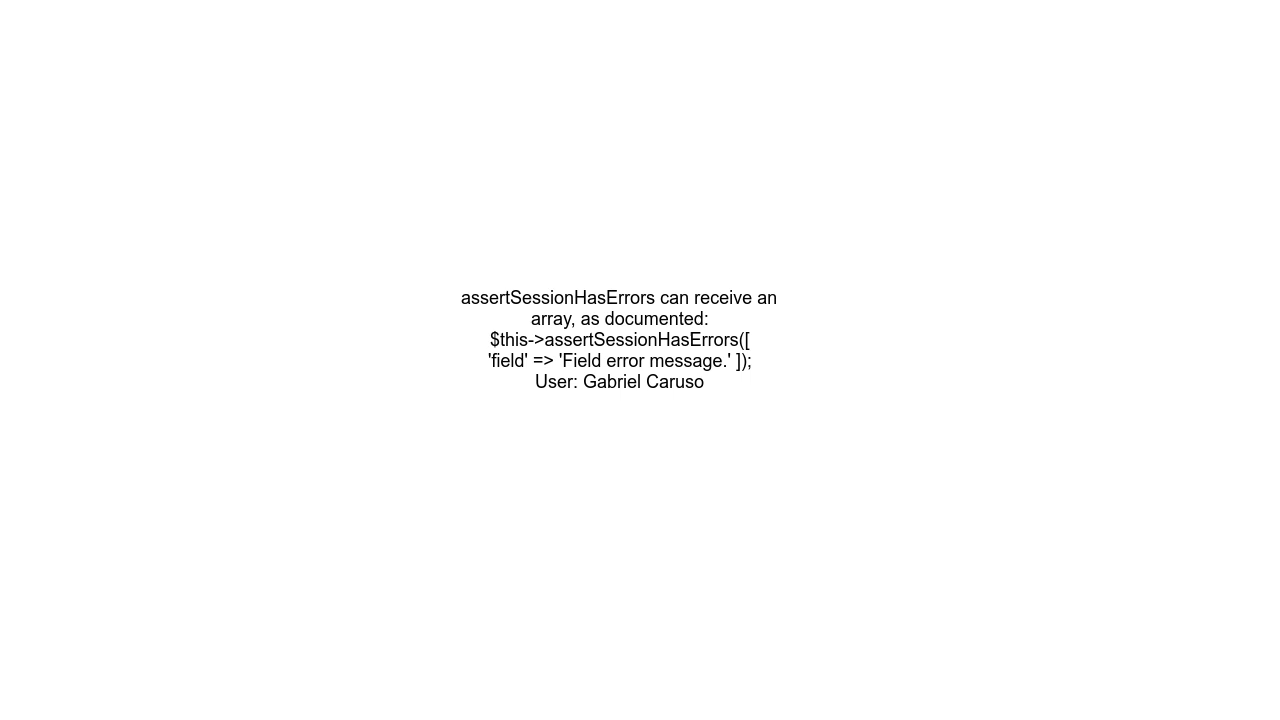 assertSessionHasErrors can receive an
array, as documented:
$this->assertSessionHasErrors([
'field' => 'Field error message.' ]);
User: Gabriel Caruso